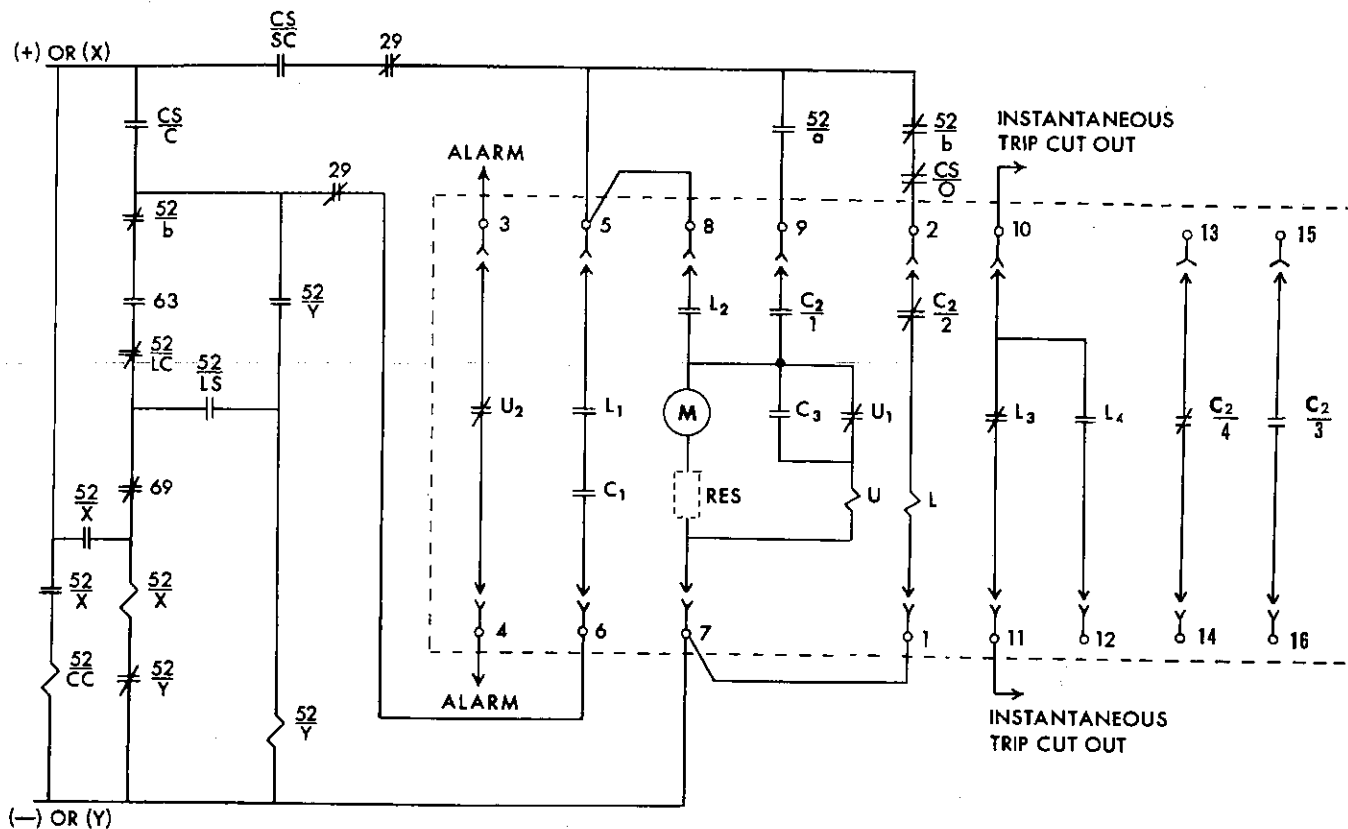 CS
SC
29
(+) OR (X)
CS
C
52
a
52
b
INSTANTANEOUS
TRIP CUT OUT
ALARM
CS
O
29
52
b
3
5
8
9
2
10
13
15
63
52
Y
L2
C2
1
C2
2
52
LC
52
LS
U2
L1
M
C3
U1
L3
L4
C2
4
C2
3
69
C1
RES
U
L
52
X
52
X
52
X
4
6
7
1
11
12
14
16
52
CC
52
Y
ALARM
52
Y
INSTANTANEOUS
TRIP CUT OUT
(—) OR (Y)